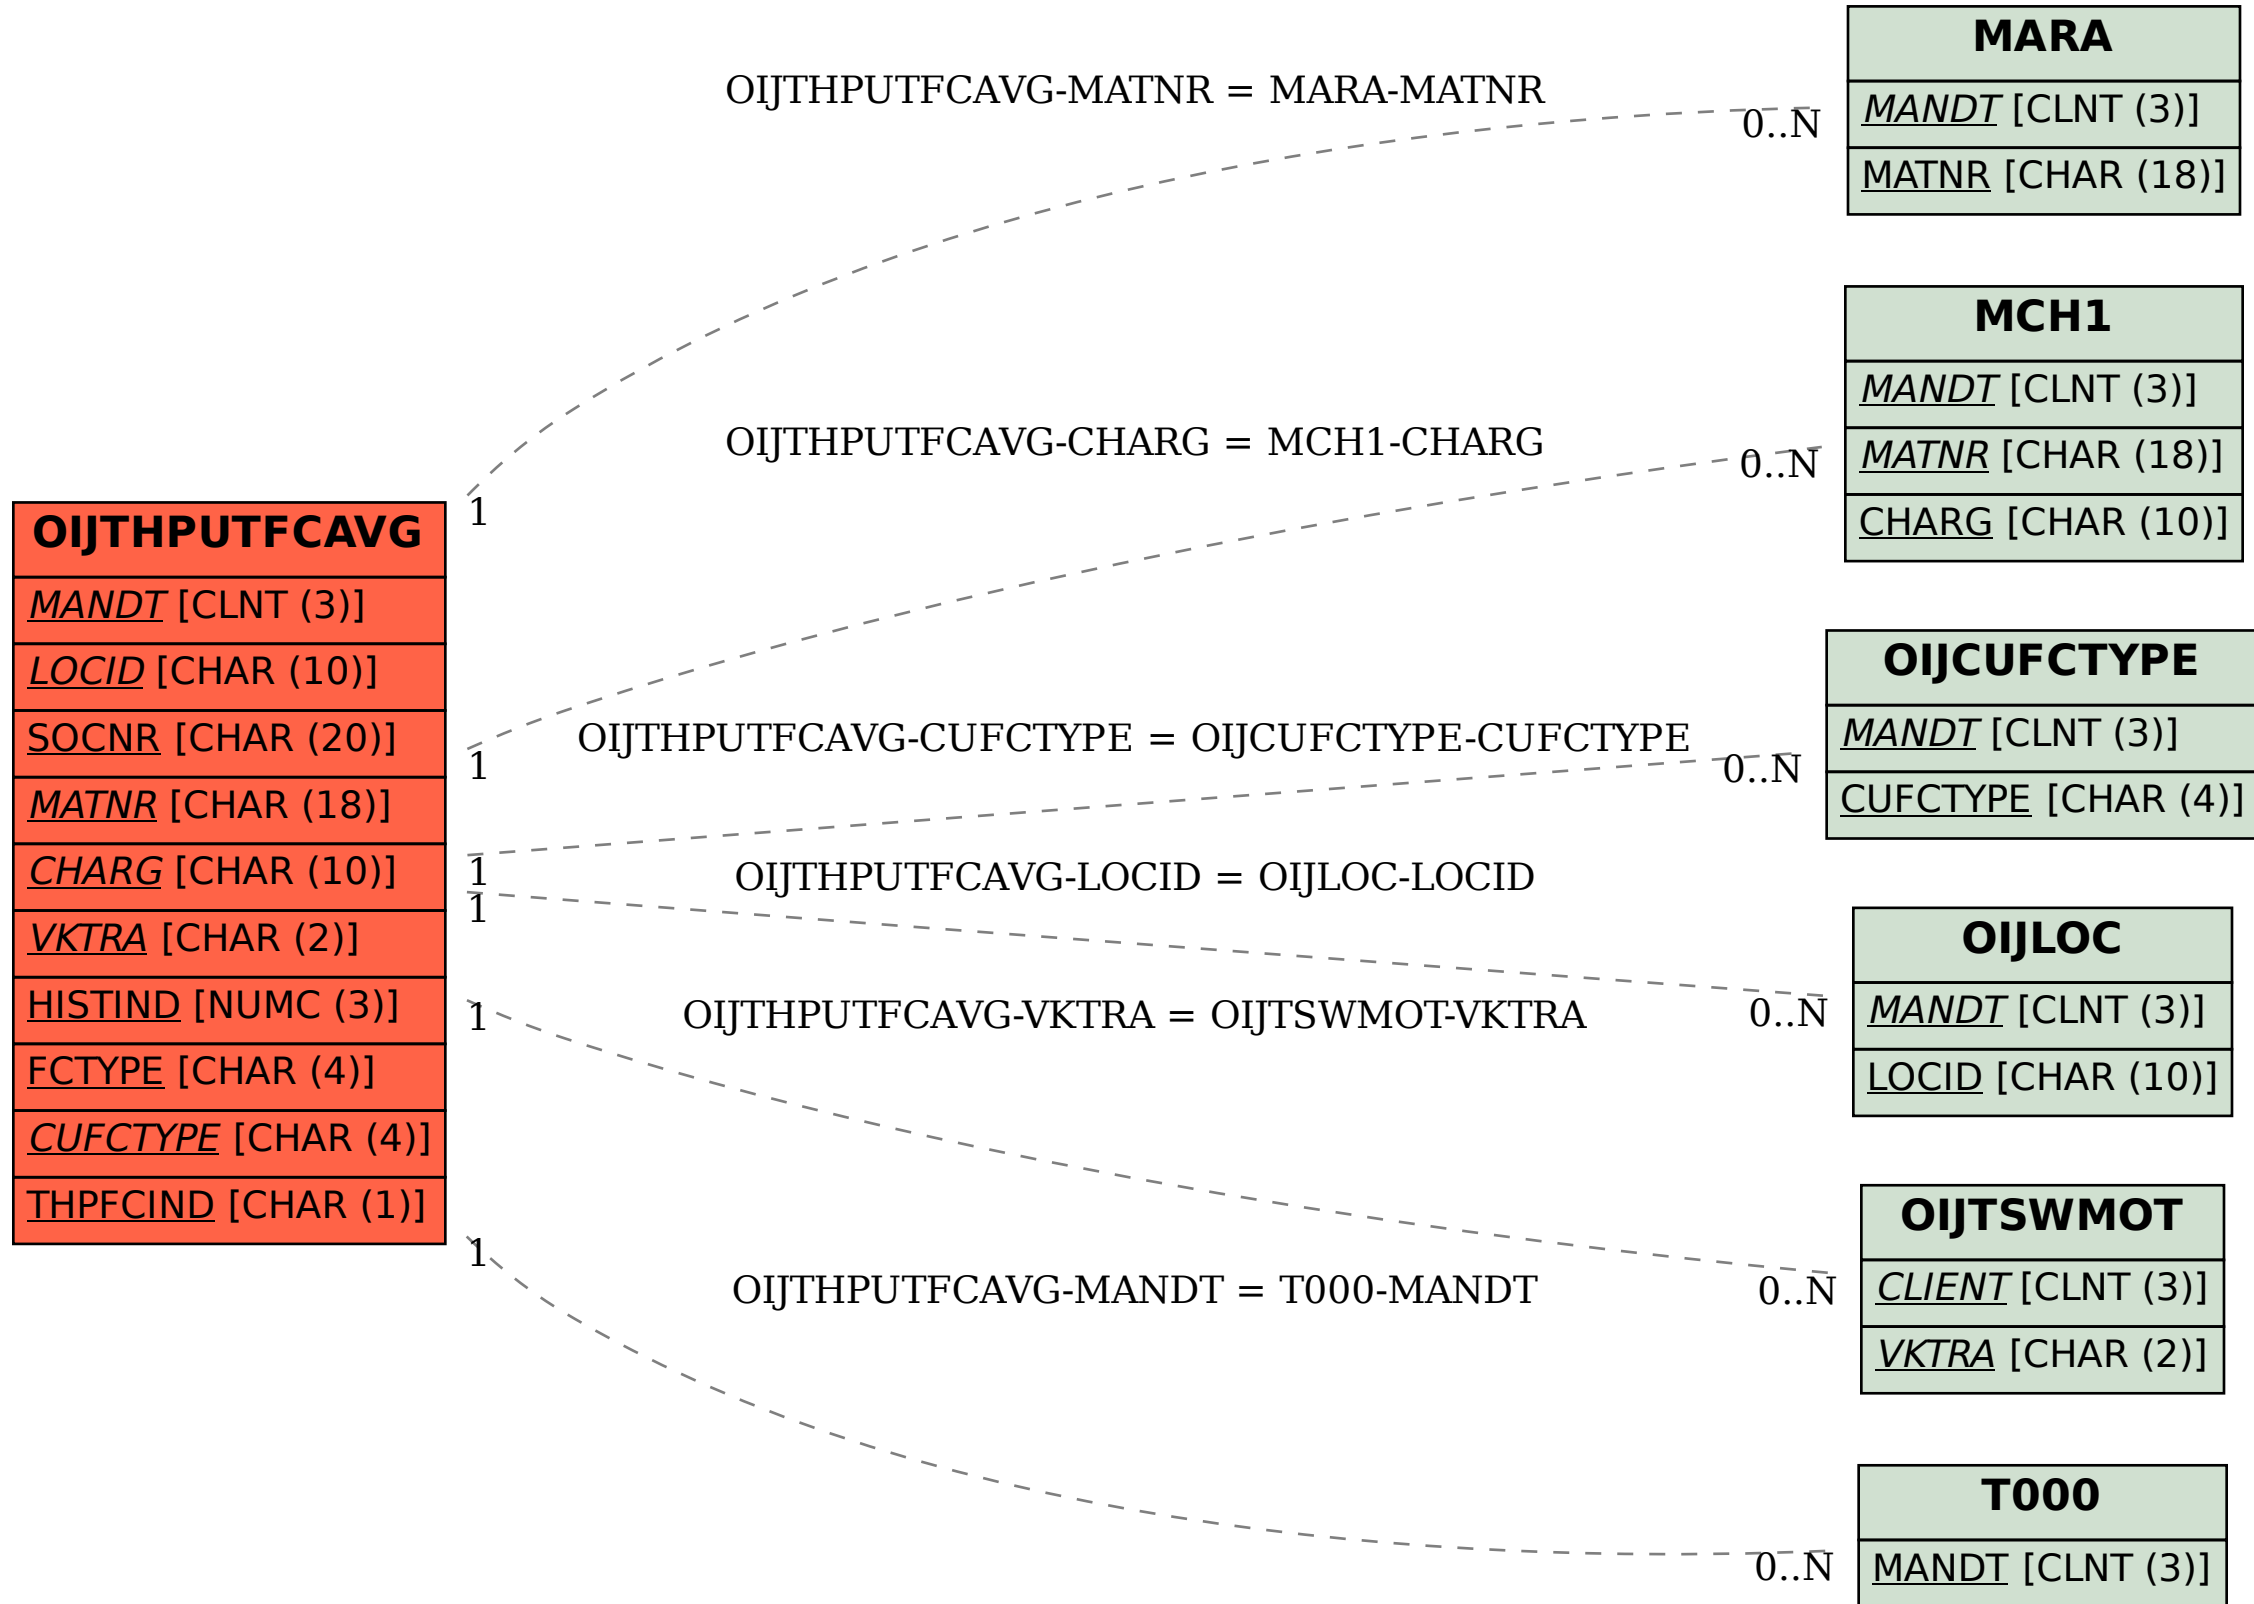 OIJTHPUTFCAVG
MANDT [CLNT (3)]
LOCID [CHAR (10)]
SOCNR [CHAR (20)]
MATNR [CHAR (18)]
CHARG [CHAR (10)]
VKTRA [CHAR (2)]
HISTIND [NUMC (3)]
FCTYPE [CHAR (4)]
CUFCTYPE [CHAR (4)]
THPFCIND [CHAR (1)]
OIJTHPUTFCAVG-MATNR = MARA-MATNR
1
0..N
OIJTHPUTFCAVG-CHARG = MCH1-CHARG
1
0..N
OIJTHPUTFCAVG-CUFCTYPE = OIJCUFCTYPE-CUFCTYPE
1
0..N
OIJTHPUTFCAVG-LOCID = OIJLOC-LOCID
1
0..N
OIJTHPUTFCAVG-VKTRA = OIJTSWMOT-VKTRA
1
0..N
OIJTHPUTFCAVG-MANDT = T000-MANDT
1
0..N
MARA
MANDT [CLNT (3)]
MATNR [CHAR (18)]
MCH1
MANDT [CLNT (3)]
MATNR [CHAR (18)]
CHARG [CHAR (10)]
OIJCUFCTYPE
MANDT [CLNT (3)]
CUFCTYPE [CHAR (4)]
OIJLOC
MANDT [CLNT (3)]
LOCID [CHAR (10)]
OIJTSWMOT
CLIENT [CLNT (3)]
VKTRA [CHAR (2)]
T000
MANDT [CLNT (3)]